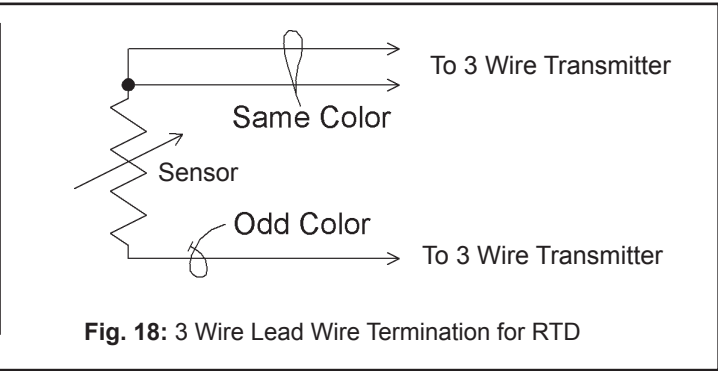 To 3 Wire Transmitter
Same Color
Sensor
Odd Color
To 3 Wire Transmitter
Fig. 18: 3 Wire Lead Wire Termination for RTD